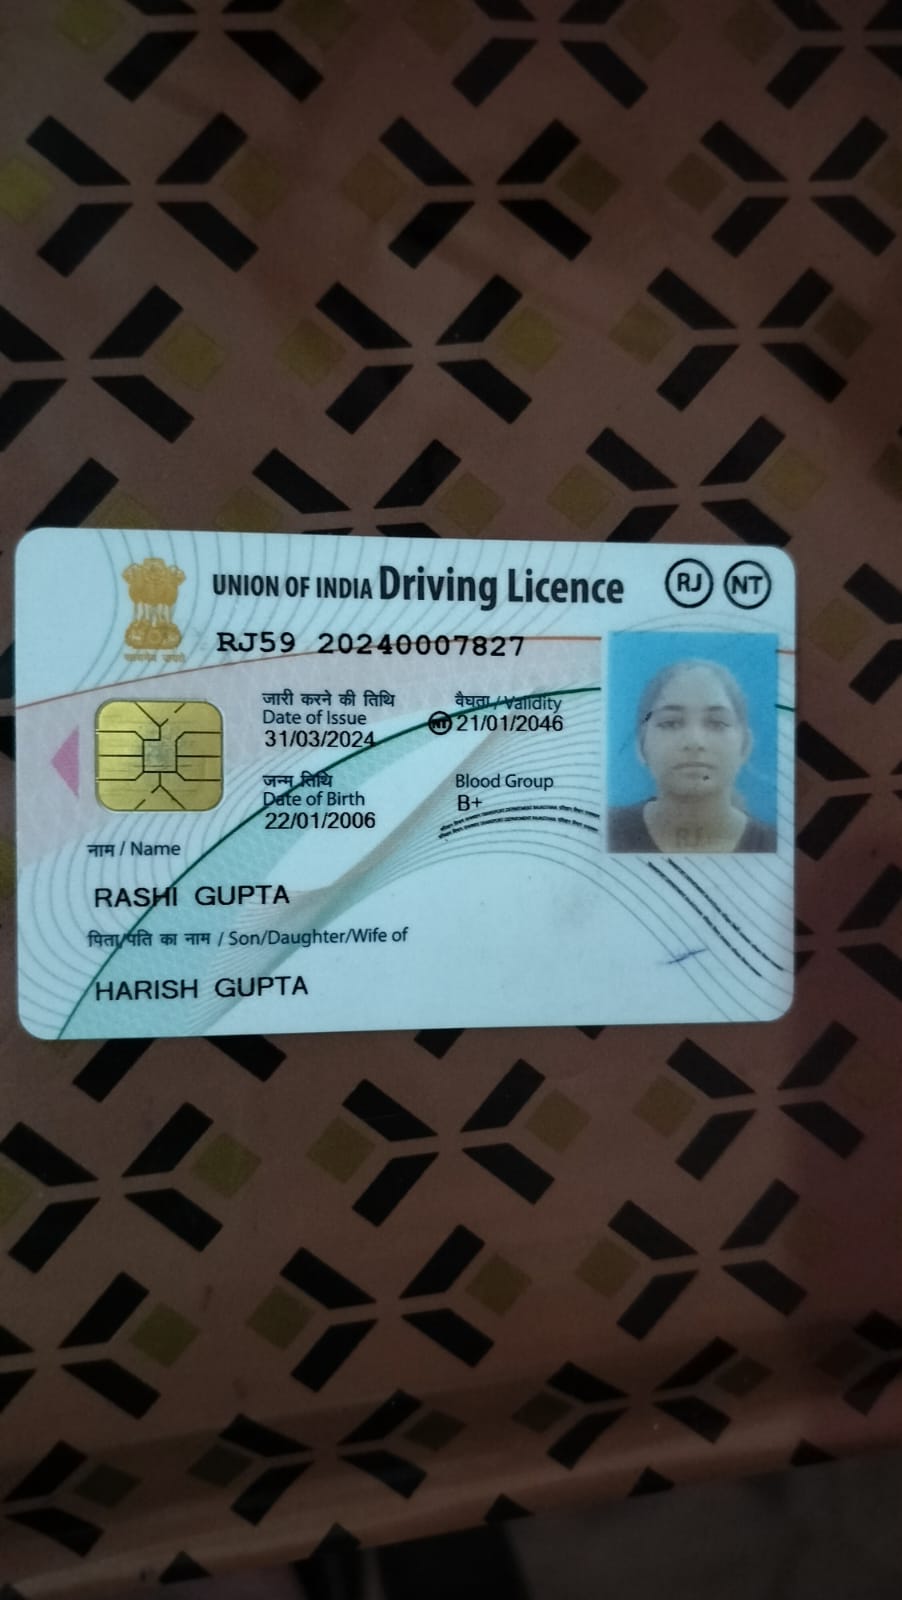 UNION OF INDIA Driving Licence RJ NT
RJ59 20240007827
सत्यमेव जयते
जारी करने की तिथि
Date of Issue
31/03/2024
वैघता / Validity
NT 21/01/2046
जन्म तिथि
Date of Birth
22/01/2006
Blood Group
B+
नाम / Name
RASHI GUPTA
पिता/पति का नाम / Son/Daughter/Wife of
HARISH GUPTA